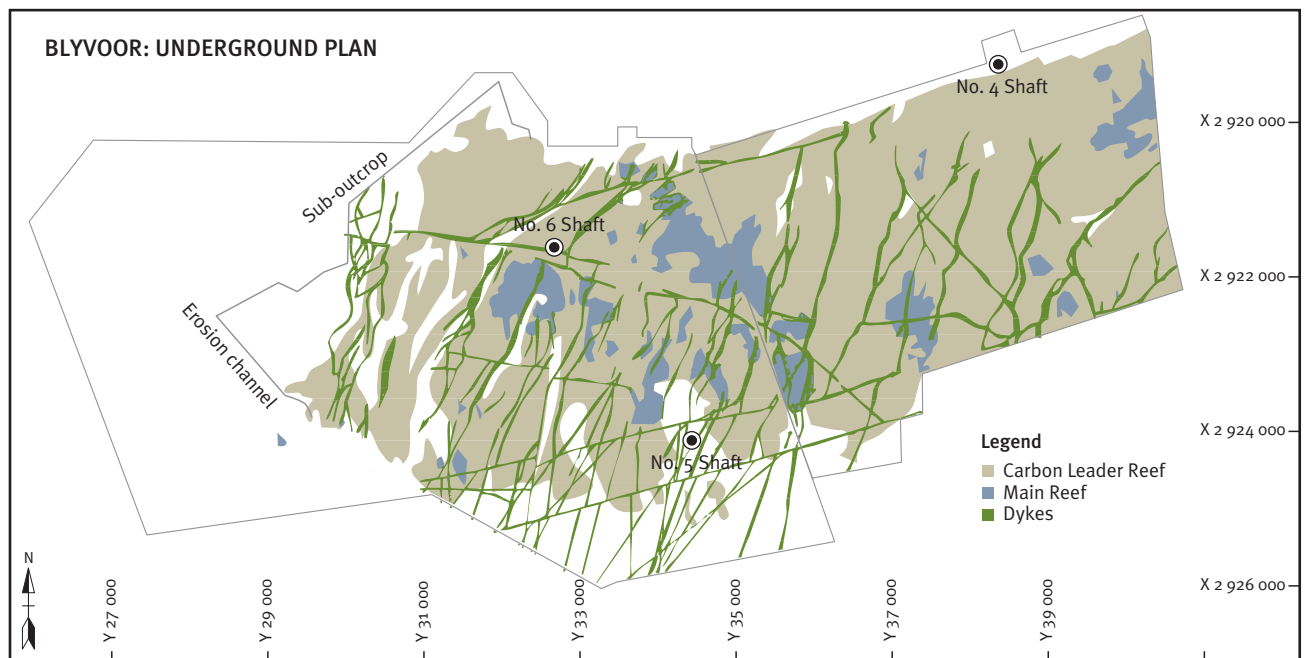 BLYVOOR: UNDERGROUND PLAN
No. 4 Shaft
X 2 920 000
Sub-outcrop
No. 6 Shaft
X 2 922 000
Erosion channel
X 2 924 000
No. 5 Shaft
Legend
Carbon Leader Reef
Main Reef
Dykes
N
X 2 926 000
Y 27 000
Y 29 000
Y 31 000
Y 33 000
Y 35 000
Y 37 000
Y 39 000